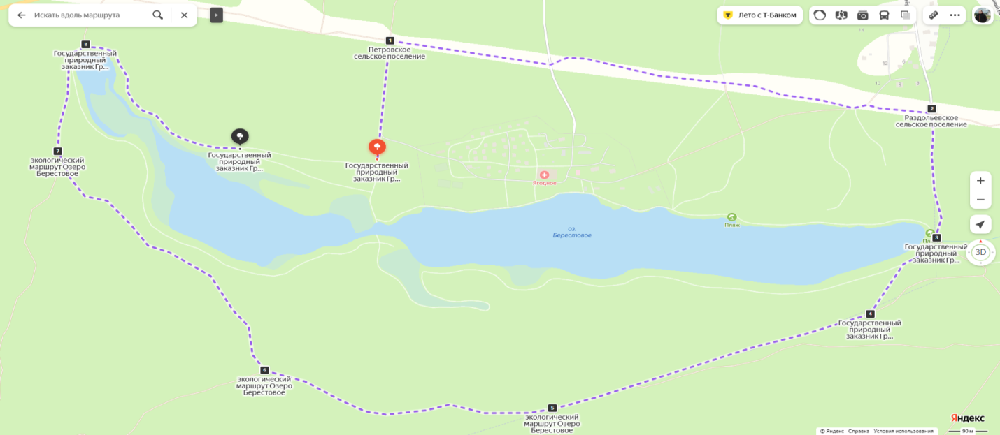 Искать вдоль маршрута
Лето с Т-Банком
14
12
6
10
9
8
8
Государственный
природный
заказник Гр...
1
Петровское
сельское поселение
2
Раздольевское
сельское поселение
7
экологический
маршрут Озеро
Берестовое
Государственный
природный
заказник Гр...
Государственный
природный
заказник Гр...
Ягодное
оз.
Берестовое
Пляж
3
Государственный
природный
заказник Гр...
3D
4
Государственный
природный
заказник Гр...
6
экологический
маршрут Озеро
Берестовое
5
экологический
маршрут Озеро
Берестовое
Яндекс
© Яндекс Справка Условия использования
90 м